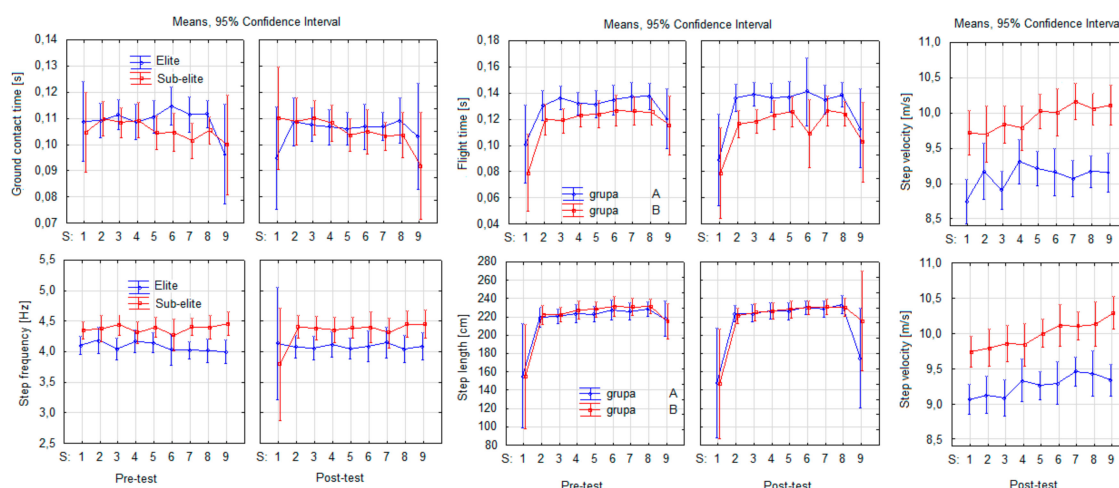 Means, 95% Confidence Interval
0,14
0,13
0,12
0,11
0,10
0,09
0,08
0,07
Ground contact time [s]
Elite
Sub-elite
S: 1 2 3 4 5 6 7 8 9
S: 1 2 3 4 5 6 7 8 9
5,5
5,0
4,5
4,0
3,5
3,0
2,5
Step frequency [Hz]
Elite
Sub-elite
S: 1 2 3 4 5 6 7 8 9
S: 1 2 3 4 5 6 7 8 9
Pre-test
Post-test
Means, 95% Confidence Interval
0,18
0,16
0,14
0,12
0,10
0,08
0,06
0,04
Flight time [s]
grupa A
grupa B
S: 1 2 3 4 5 6 7 8 9
S: 1 2 3 4 5 6 7 8 9
280
260
240
220
200
180
160
140
120
100
80
Step length (cm)
grupa A
grupa B
S: 1 2 3 4 5 6 7 8 9
S: 1 2 3 4 5 6 7 8 9
Pre-test
Post-test
Means, 95% Confidence Interva
11,0
10,5
10,0
9,5
9,0
8,5
Step velocity [m/s]
S: 1 2 3 4 5 6 7 8 9
11,0
10,5
10,0
9,5
9,0
8,5
Step velocity [m/s]
S: 1 2 3 4 5 6 7 8 9
Post-test